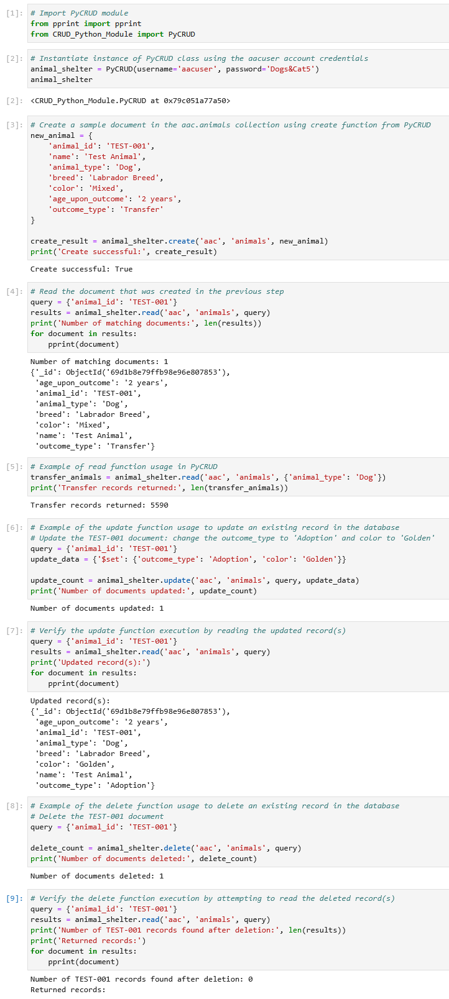 [1]: # Import PyCRUD module
from pprint import pprint
from CRUD_Python_Module import PyCRUD
[2]: # Instantiate instance of PyCRUD class using the aacuser account credentials
animal_shelter = PyCRUD(username='aacuser', password='Dogs&Cat5')
animal_shelter
[2]: <CRUD_Python_Module.PyCRUD at 0x79c051a77a50>
[3]: # Create a sample document in the aac.animals collection using create function from PyCRUD
new_animal = {
    'animal_id': 'TEST-001',
    'name': 'Test Animal',
    'animal_type': 'Dog',
    'breed': 'Labrador Breed',
    'color': 'Mixed',
    'age_upon_outcome': '2 years',
    'outcome_type': 'Transfer'
}
create_result = animal_shelter.create('aac', 'animals', new_animal)
print('Create successful:', create_result)
Create successful: True
[4]: # Read the document that was created in the previous step
query = {'animal_id': 'TEST-001'}
results = animal_shelter.read('aac', 'animals', query)
print('Number of matching documents:', len(results))
for document in results:
    pprint(document)
Number of matching documents: 1
{'_id': ObjectId('69d1b8e79ffb98e96e807853'),
 'age_upon_outcome': '2 years',
 'animal_id': 'TEST-001',
 'animal_type': 'Dog',
 'breed': 'Labrador Breed',
 'color': 'Mixed',
 'name': 'Test Animal',
 'outcome_type': 'Transfer'}
[5]: # Example of read function usage in PyCRUD
transfer_animals = animal_shelter.read('aac', 'animals', {'animal_type': 'Dog'})
print('Transfer records returned:', len(transfer_animals))
Transfer records returned: 5590
[6]: # Example of the update function usage to update an existing record in the database
# Update the TEST-001 document: change the outcome_type to 'Adoption' and color to 'Golden'
query = {'animal_id': 'TEST-001'}
update_data = {'$set': {'outcome_type': 'Adoption', 'color': 'Golden'}}
update_count = animal_shelter.update('aac', 'animals', query, update_data)
print('Number of documents updated:', update_count)
Number of documents updated: 1
[7]: # Verify the update function execution by reading the updated record(s)
query = {'animal_id': 'TEST-001'}
results = animal_shelter.read('aac', 'animals', query)
print('Updated record(s):')
for document in results:
    pprint(document)
Updated record(s):
{'_id': ObjectId('69d1b8e79ffb98e96e807853'),
 'age_upon_outcome': '2 years',
 'animal_id': 'TEST-001',
 'animal_type': 'Dog',
 'breed': 'Labrador Breed',
 'color': 'Golden',
 'name': 'Test Animal',
 'outcome_type': 'Adoption'}
[8]: # Example of the delete function usage to delete an existing record in the database
# Delete the TEST-001 document
query = {'animal_id': 'TEST-001'}
delete_count = animal_shelter.delete('aac', 'animals', query)
print('Number of documents deleted:', delete_count)
Number of documents deleted: 1
[9]: # Verify the delete function execution by attempting to read the deleted record(s)
query = {'animal_id': 'TEST-001'}
results = animal_shelter.read('aac', 'animals', query)
print('Number of TEST-001 records found after deletion:', len(results))
print('Returned records:')
for document in results:
    pprint(document)
Number of TEST-001 records found after deletion: 0
Returned records: